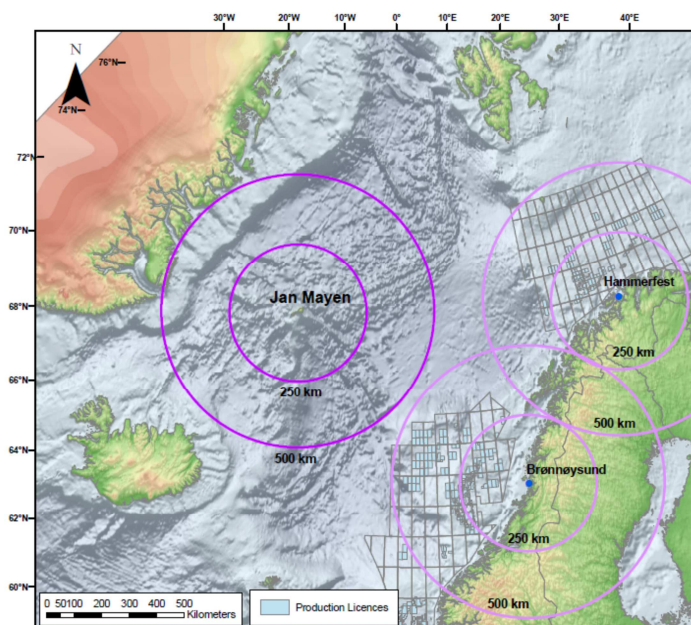 30°W 20°W 10°W 0° 10°E 20°E 30°E 40°E
N
76°N
74°N
72°N
70°N
68°N
66°N
64°N
62°N
60°N
Hammerfest
Jan Mayen
250 km
250 km
500 km
500 km
Brønnøysund
250 km
500 km
0 50100 200 300 400 500
Kilometers
Production Licences